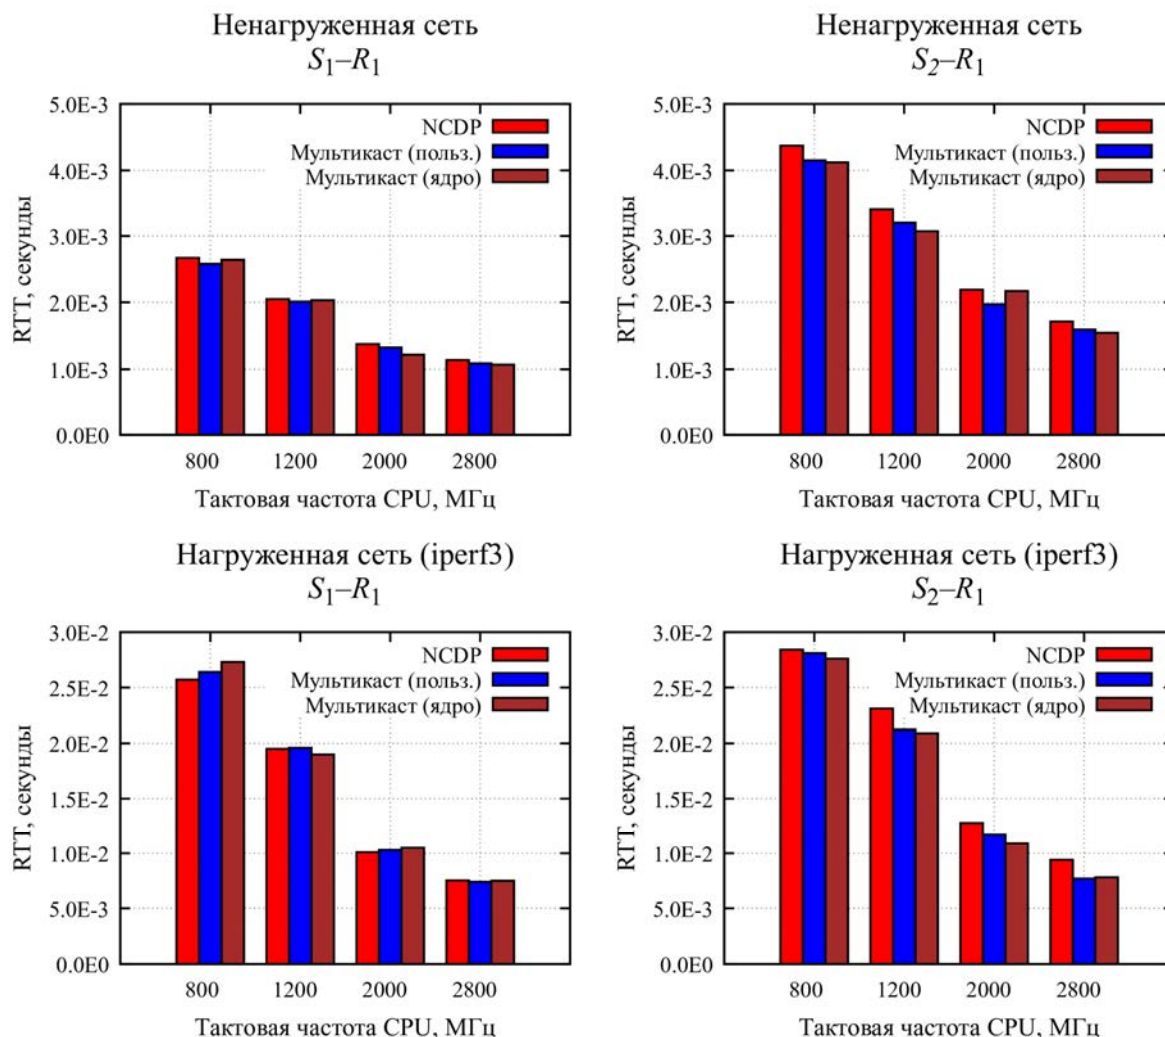 Ненагруженная сеть
S1–R1
5.0E-3
4.0E-3
3.0E-3
2.0E-3
1.0E-3
0.0E0
RTT, секунды
NCDP
Мультикаст (польз.)
Мультикаст (ядро)
800 1200 2000 2800
Тактовая частота CPU, МГц
Ненагруженная сеть
S2–R1
5.0E-3
4.0E-3
3.0E-3
2.0E-3
1.0E-3
0.0E0
RTT, секунды
NCDP
Мультикаст (польз.)
Мультикаст (ядро)
800 1200 2000 2800
Тактовая частота CPU, МГц
Нагруженная сеть (iperf3)
S1–R1
3.0E-2
2.5E-2
2.0E-2
1.5E-2
1.0E-2
5.0E-3
0.0E0
RTT, секунды
NCDP
Мультикаст (польз.)
Мультикаст (ядро)
800 1200 2000 2800
Тактовая частота CPU, МГц
Нагруженная сеть (iperf3)
S2–R1
3.0E-2
2.5E-2
2.0E-2
1.5E-2
1.0E-2
5.0E-3
0.0E0
RTT, секунды
NCDP
Мультикаст (польз.)
Мультикаст (ядро)
800 1200 2000 2800
Тактовая частота CPU, МГц